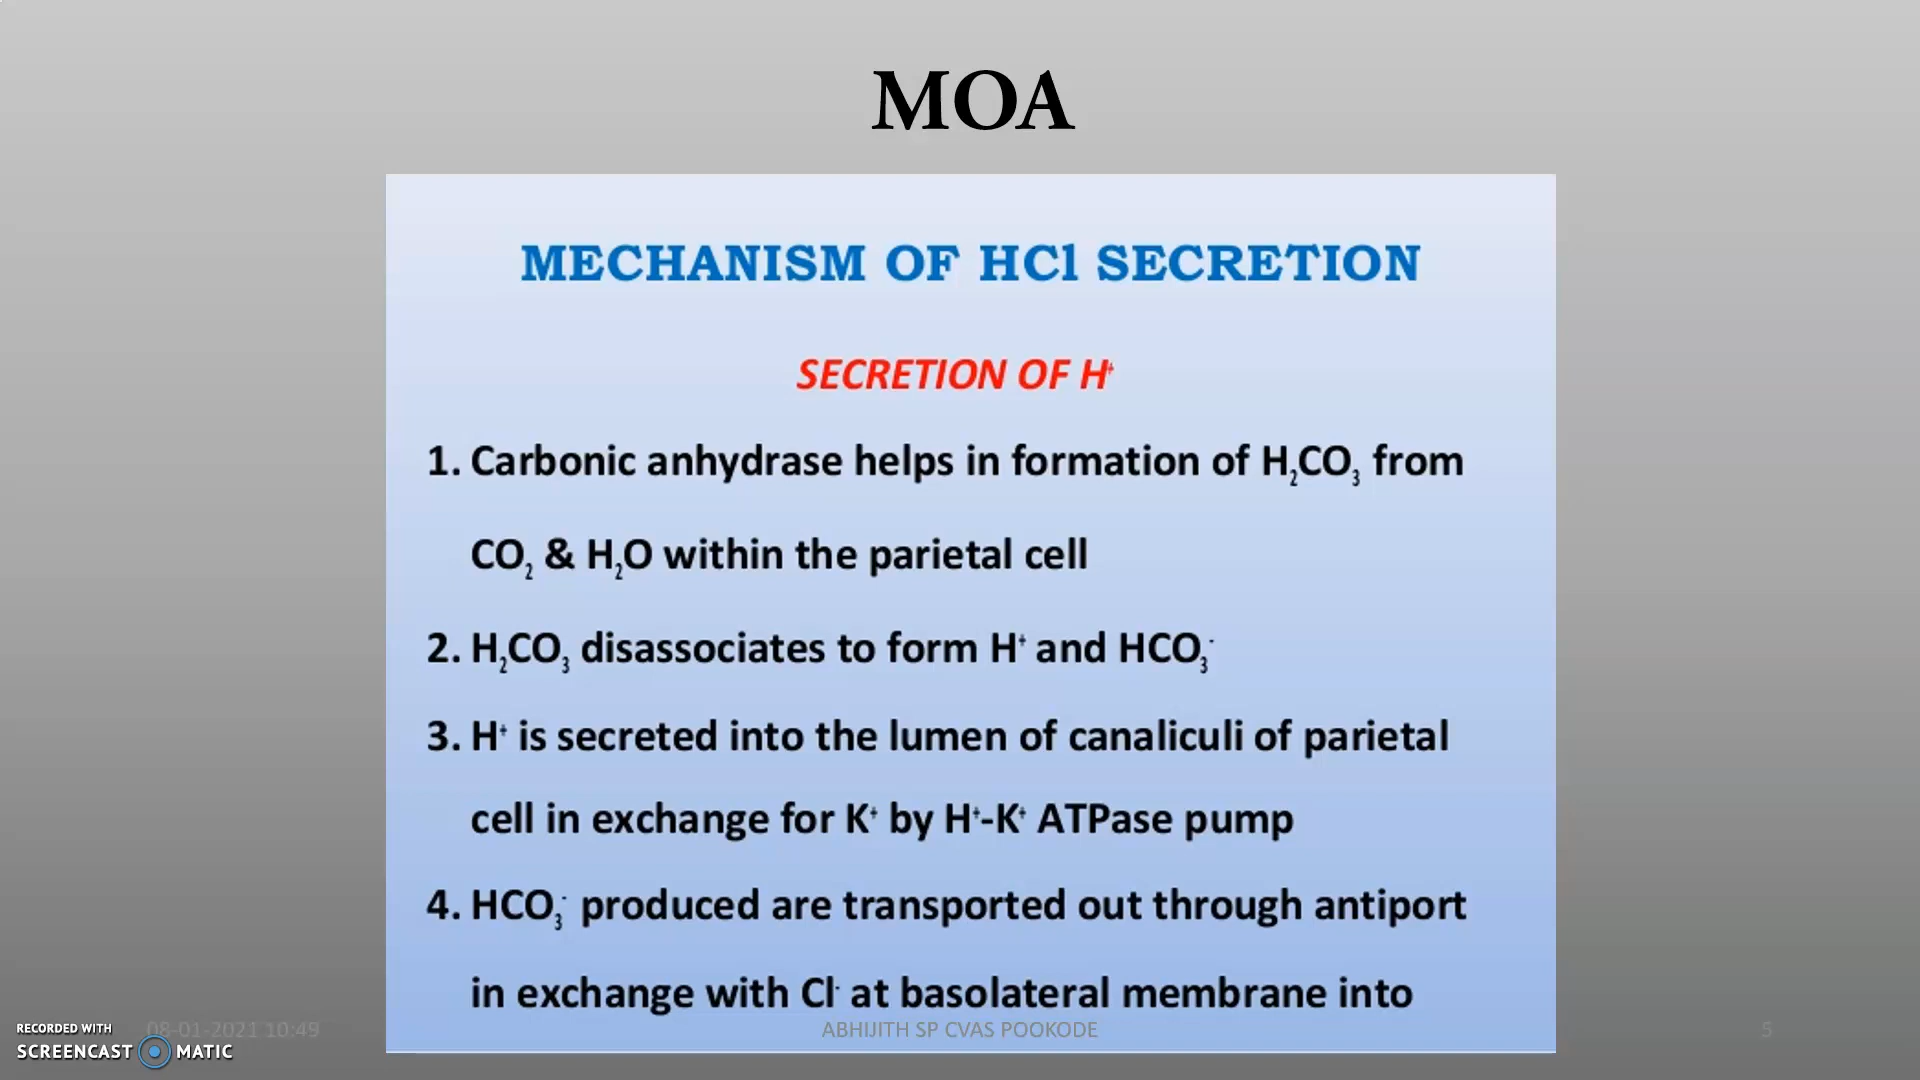 MOA
MECHANISM OF HCl SECRETION
SECRETION OF H⁺
1. Carbonic anhydrase helps in formation of H₂CO₃ from
CO₂ & H₂O within the parietal cell
2. H₂CO₃ disassociates to form H⁺ and HCO₃⁻
3. H⁺ is secreted into the lumen of canaliculi of parietal
cell in exchange for K⁺ by H⁺-K⁺ ATPase pump
4. HCO₃⁻ produced are transported out through antiport
in exchange with Cl⁻ at basolateral membrane into
RECORDED WITH
SCREENCAST MATIC
08-01-2021 10:49
ABHIJITH SP CVAS POOKODE
5